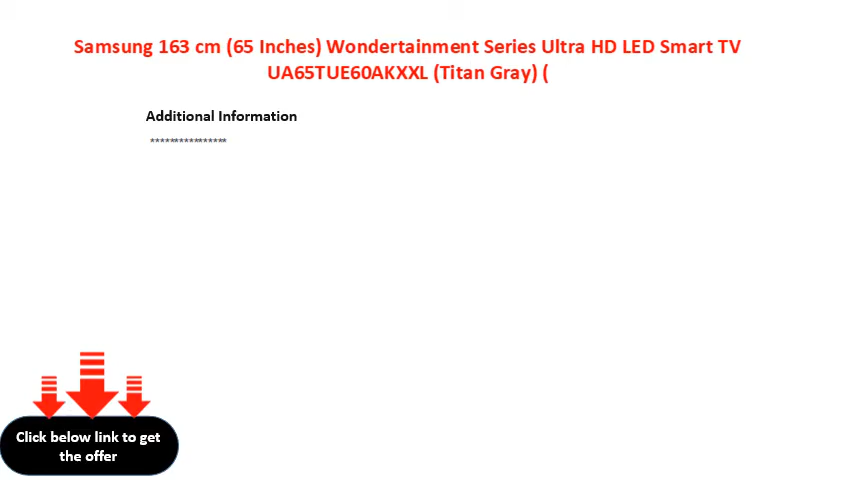 Samsung 163 cm (65 Inches) Wondertainment Series Ultra HD LED Smart TV
UA65TUE60AKXXL (Titan Gray) (
Additional Information
****************
Click below link to get
the offer